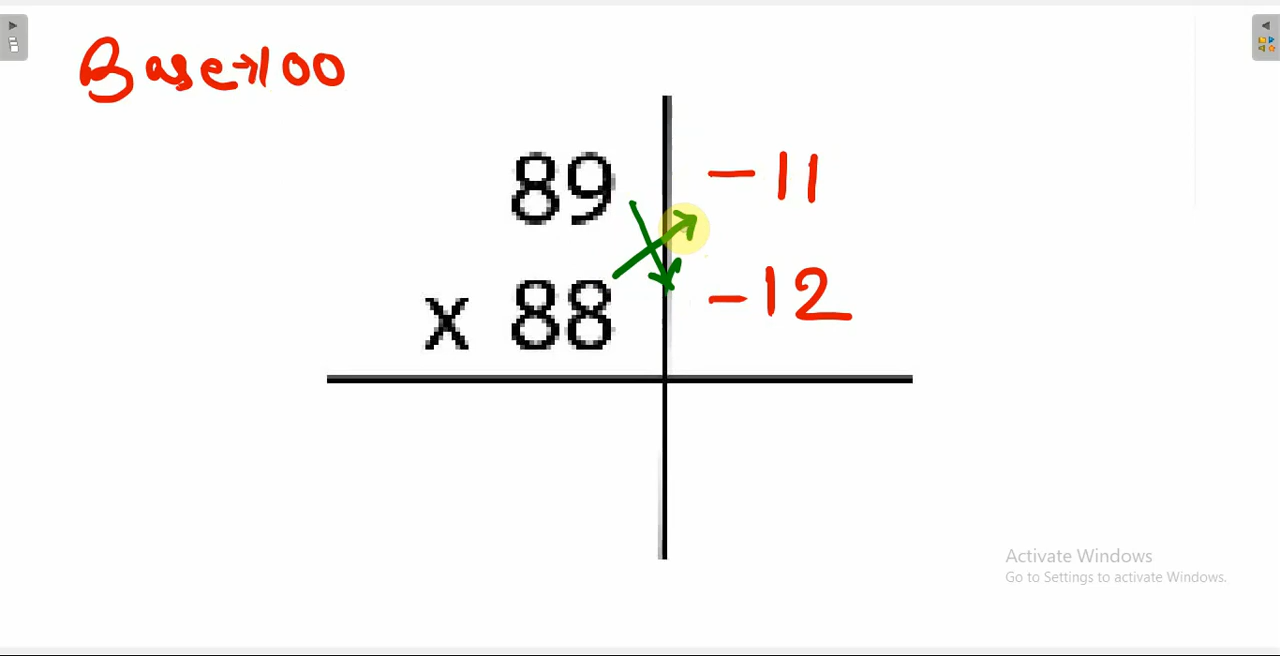 Base→100
89 -11
x 88 -12
Activate Windows
Go to Settings to activate Windows.